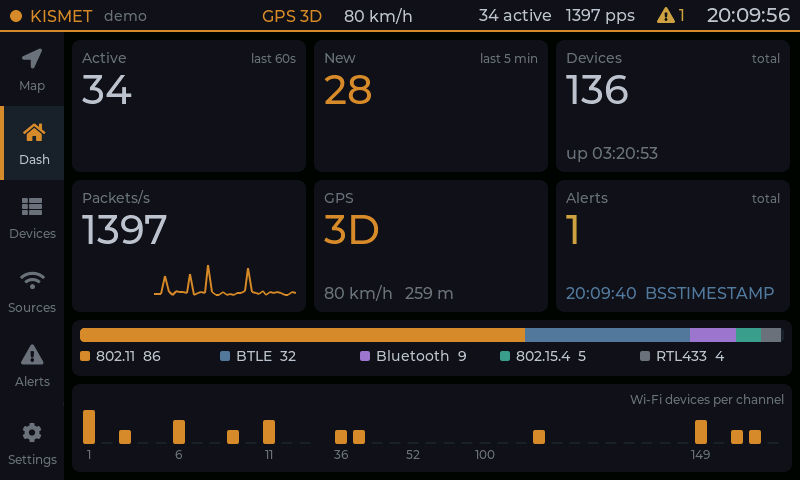 KISMET demo GPS 3D 80 km/h 34 active 1397 pps 1 20:09:56
Map
Dash
Devices
Sources
Alerts
Settings
Active last 60s
34
New last 5 min
28
Devices total
136
up 03:20:53
Packets/s
1397
GPS
3D
80 km/h 259 m
Alerts total
1
20:09:40 BSSTIMESTAMP
802.11 86 BTLE 32 Bluetooth 9 802.15.4 5 RTL433 4
Wi-Fi devices per channel
1 6 11 36 52 100 149